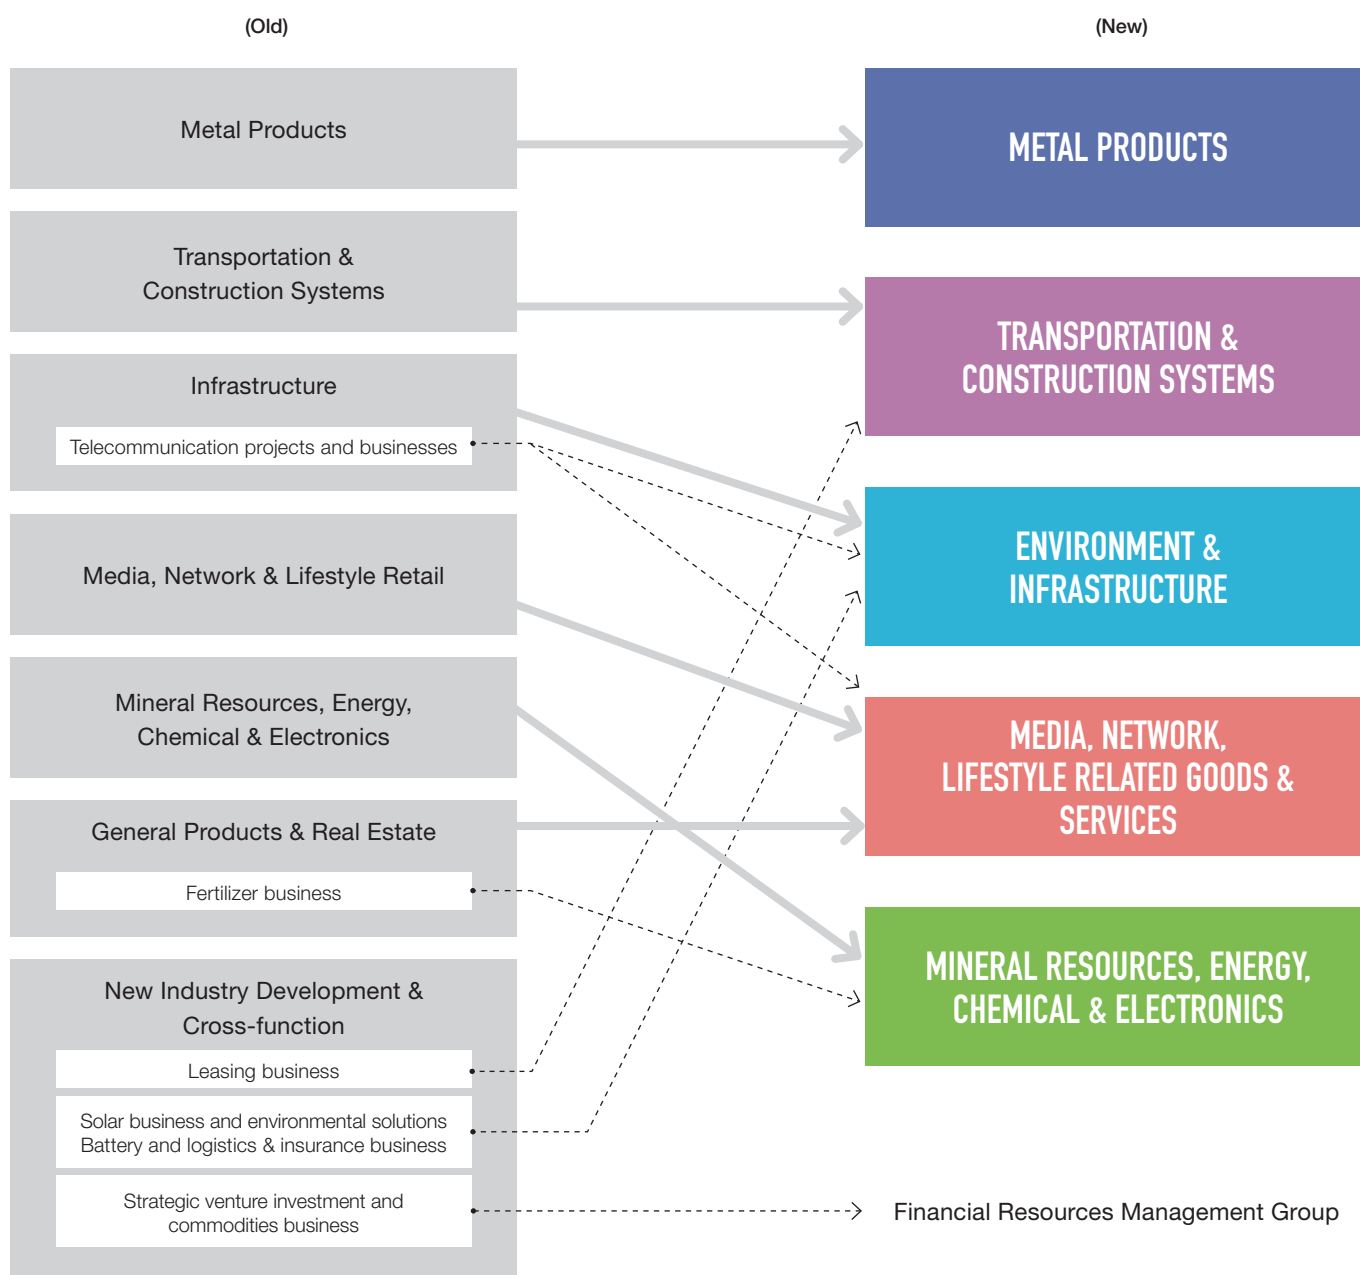 (Old)
Metal Products
Transportation &
Construction Systems
Infrastructure
Telecommunication projects and businesses
Media, Network & Lifestyle Retail
Mineral Resources, Energy,
Chemical & Electronics
General Products & Real Estate
Fertilizer business
New Industry Development &
Cross-function
Leasing business
Solar business and environmental solutions
Battery and logistics & insurance business
Strategic venture investment and
commodities business
(New)
METAL PRODUCTS
TRANSPORTATION &
CONSTRUCTION SYSTEMS
ENVIRONMENT &
INFRASTRUCTURE
MEDIA, NETWORK,
LIFESTYLE RELATED GOODS &
SERVICES
MINERAL RESOURCES, ENERGY,
CHEMICAL & ELECTRONICS
Financial Resources Management Group